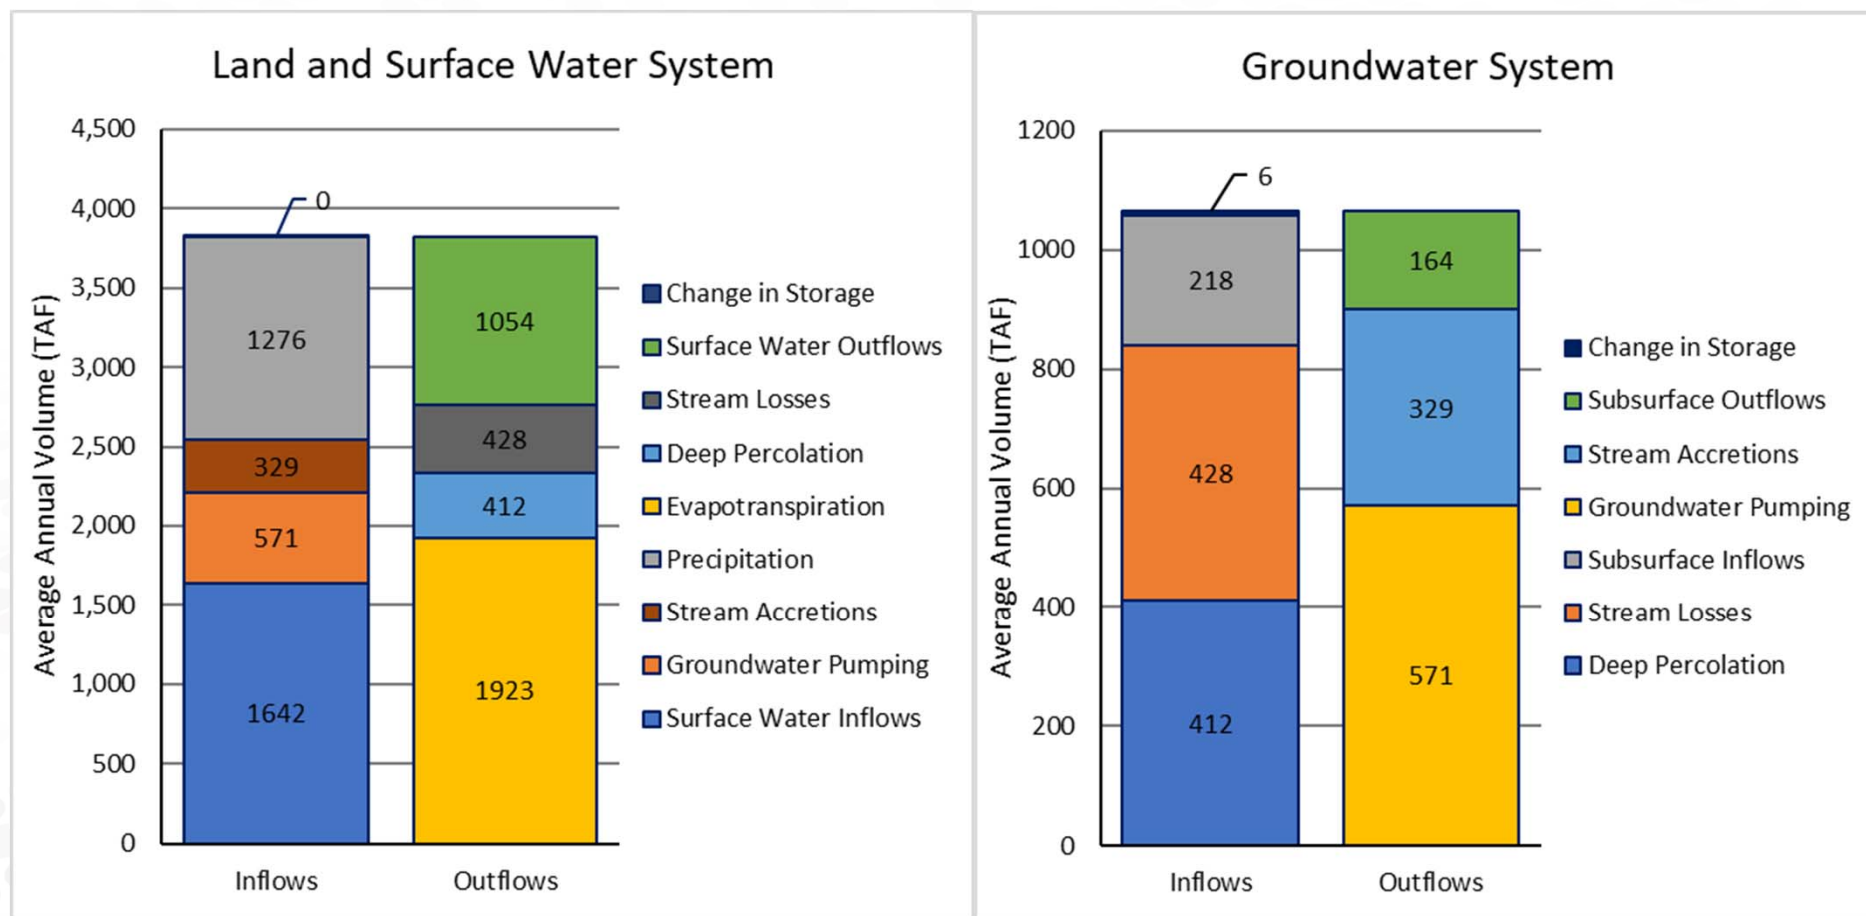 Land and Surface Water System
Average Annual Volume (TAF)
4,500
4,000
3,500
3,000
2,500
2,000
1,500
1,000
500
0
0
1276
329
571
1642
1054
428
412
1923
Inflows
Outflows
Change in Storage
Surface Water Outflows
Stream Losses
Deep Percolation
Evapotranspiration
Precipitation
Stream Accretions
Groundwater Pumping
Surface Water Inflows
Groundwater System
Average Annual Volume (TAF)
1200
1000
800
600
400
200
0
6
218
428
412
164
329
571
Inflows
Outflows
Change in Storage
Subsurface Outflows
Stream Accretions
Groundwater Pumping
Subsurface Inflows
Stream Losses
Deep Percolation